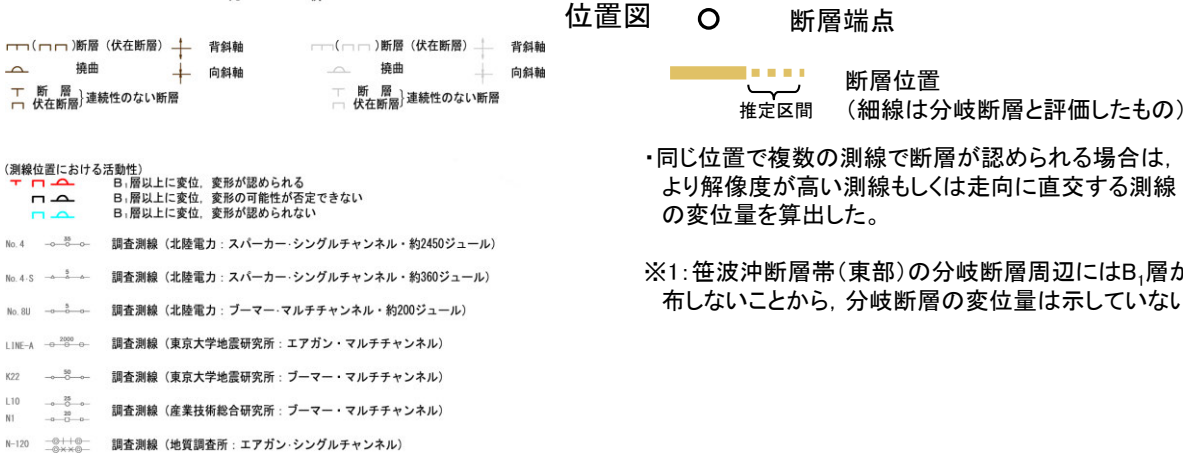 断層（伏在断層）
背斜軸
撓曲
向斜軸
断 層
伏在断層
連続性のない断層
断層（伏在断層）
背斜軸
撓曲
向斜軸
断 層
伏在断層
連続性のない断層
（測線位置における活動性）
B₁層以上に変位，変形が認められる
B₁層以上に変位，変形の可能性が否定できない
B₁層以上に変位，変形が認められない
No. 4 35 調査測線（北陸電力：スパーカー・シングルチャンネル・約2450ジュール）
No. 4-S 5 調査測線（北陸電力：スパーカー・シングルチャンネル・約360ジュール）
No. 8U 5 調査測線（北陸電力：ブーマー・マルチチャンネル・約200ジュール）
LINE-A 2000 調査測線（東京大学地震研究所：エアガン・マルチチャンネル）
K22 50 調査測線（東京大学地震研究所：ブーマー・マルチチャンネル）
L10 25
N1 20 調査測線（産業技術総合研究所：ブーマー・マルチチャンネル）
N-120 調査測線（地質調査所：エアガン・シングルチャンネル）
位置図
断層端点
断層位置
推定区間
（細線は分岐断層と評価したもの）
・同じ位置で複数の測線で断層が認められる場合は，
より解像度が高い測線もしくは走向に直交する測線
の変位量を算出した。
※1：笹波沖断層帯（東部）の分岐断層周辺にはB₁層が
布しないことから，分岐断層の変位量は示していない